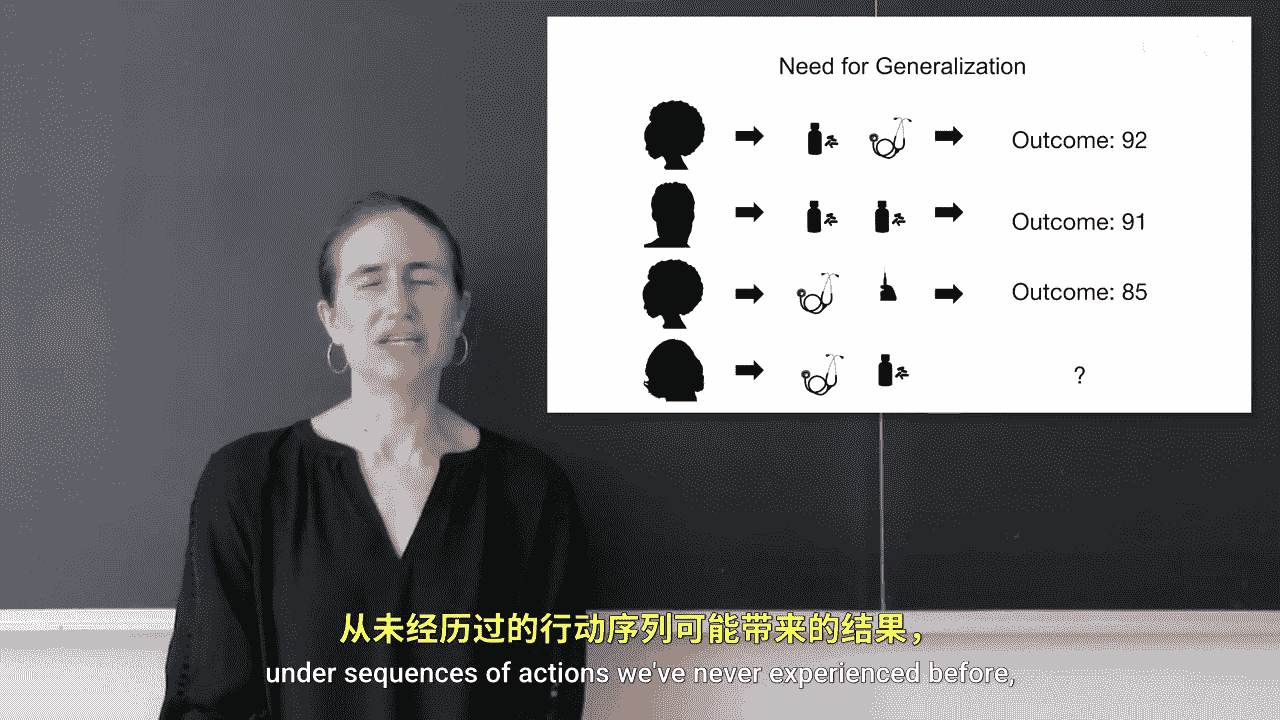 Need for Generalization
Outcome: 92
Outcome: 91
Outcome: 85
?
从未经历过的行动序列可能带来的结果，
under sequences of actions we've never experienced before,